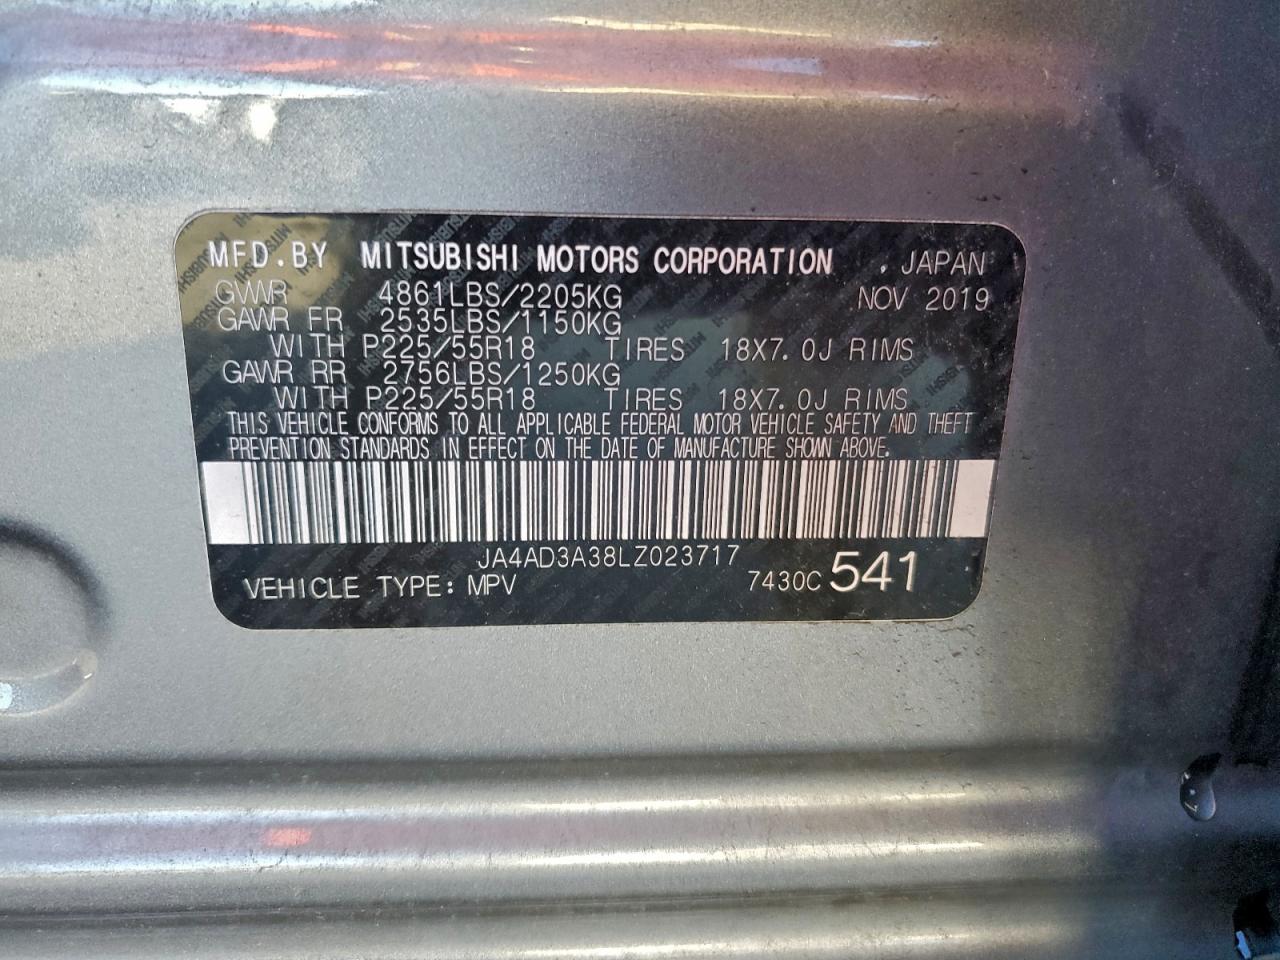 MFD.BY MITSUBISHI MOTORS CORPORATION . JAPAN
GVWR 4861LBS/2205KG NOV 2019
GAWR FR 2535LBS/1150KG
WITH P225/55R18 TIRES 18X7.0J RIMS
GAWR RR 2756LBS/1250KG
WITH P225/55R18 TIRES 18X7.0J RIMS
THIS VEHICLE CONFORMS TO ALL APPLICABLE FEDERAL MOTOR VEHICLE SAFETY AND THEFT
PREVENTION STANDARDS IN EFFECT ON THE DATE OF MANUFACTURE SHOWN ABOVE.
JA4AD3A38LZ023717
VEHICLE TYPE: MPV 7430C 541